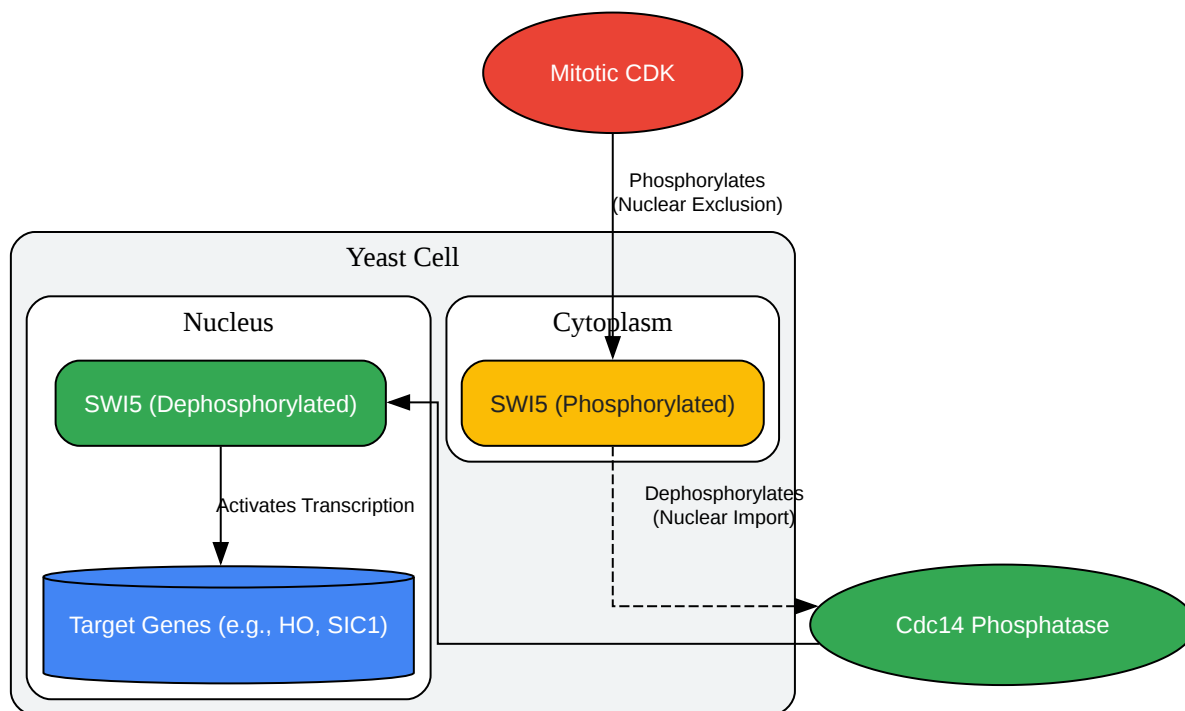 Mitotic CDK
Phosphorylates
(Nuclear Exclusion)
Yeast Cell
Nucleus
Cytoplasm
SWI5 (Dephosphorylated)
SWI5 (Phosphorylated)
Activates Transcription
Dephosphorylates
(Nuclear Import)
Target Genes (e.g., HO, SIC1)
Cdc14 Phosphatase